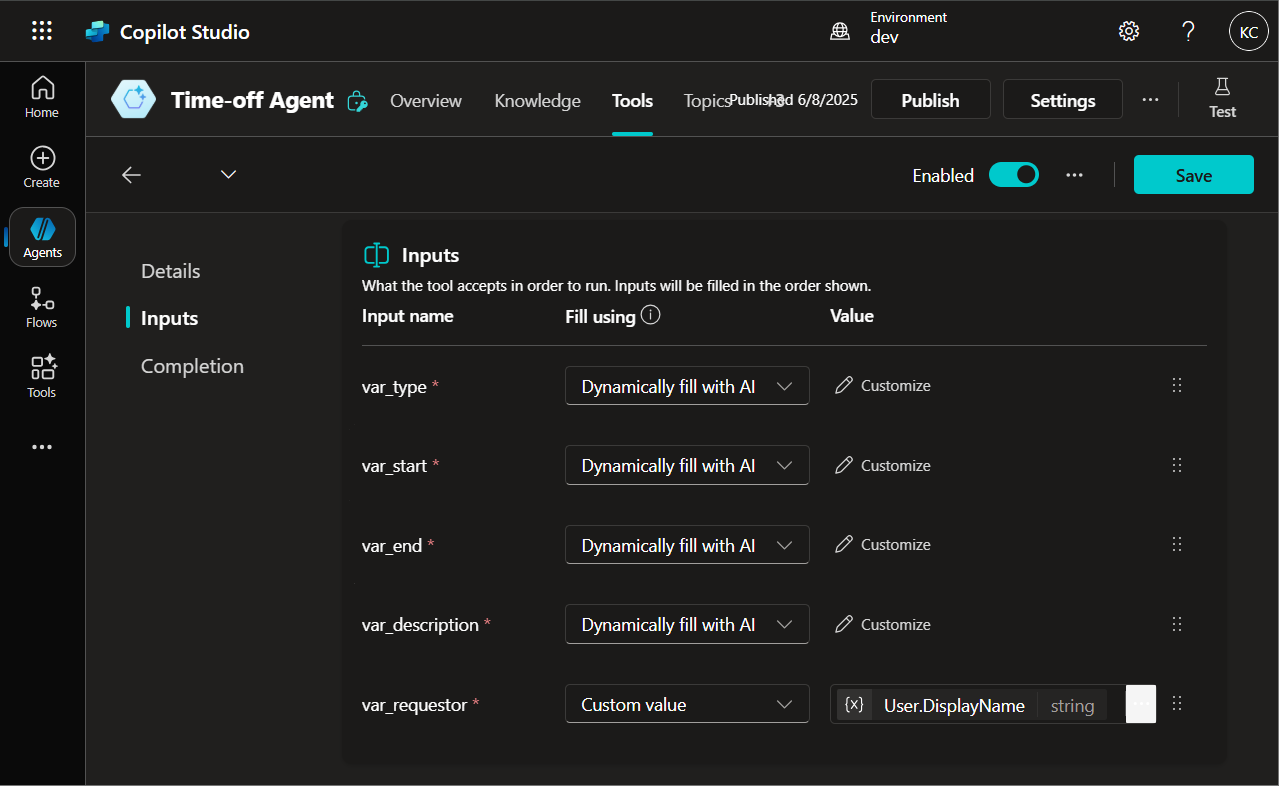 Copilot Studio
Environment
dev
?
KC
Home
Create
Agents
Flows
Tools
Time-off Agent
Overview
Knowledge
Tools
Topics
+3
Published 6/8/2025
Publish
Settings
...
Test
Enabled
...
Save
Details
Inputs
Completion
Inputs
What the tool accepts in order to run. Inputs will be filled in the order shown.
Input name Fill using Value
var_type * Dynamically fill with AI Customize
var_start * Dynamically fill with AI Customize
var_end * Dynamically fill with AI Customize
var_description * Dynamically fill with AI Customize
var_requestor * Custom value {x} User.DisplayName string